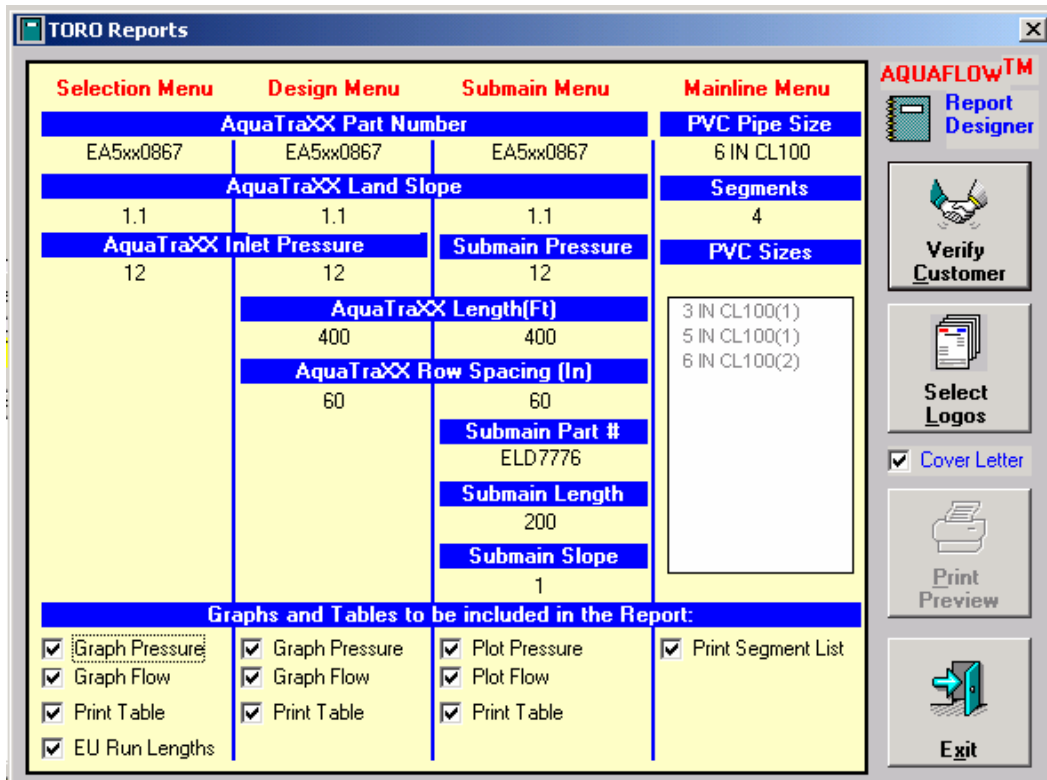 TORO Reports
Selection Menu Design Menu Submain Menu Mainline Menu
AquaTraXX Part Number PVC Pipe Size
EA5xx0867 EA5xx0867 EA5xx0867 6 IN CL100
AquaTraXX Land Slope Segments
1.1 1.1 1.1 4
AquaTraXX Inlet Pressure Submain Pressure PVC Sizes
12 12 12
AquaTraXX Length(Ft)
400 400
AquaTraXX Row Spacing (In)
60 60
Submain Part #
ELD7776
Submain Length
200
Submain Slope
1
3 IN CL100(1)
5 IN CL100(1)
6 IN CL100(2)
Graphs and Tables to be included in the Report:
Graph Pressure Graph Pressure Plot Pressure Print Segment List
Graph Flow Graph Flow Plot Flow
Print Table Print Table Print Table
EU Run Lengths
AQUAFLOW™
Report
Designer
Verify
Customer
Select
Logos
Cover Letter
Print
Preview
Exit